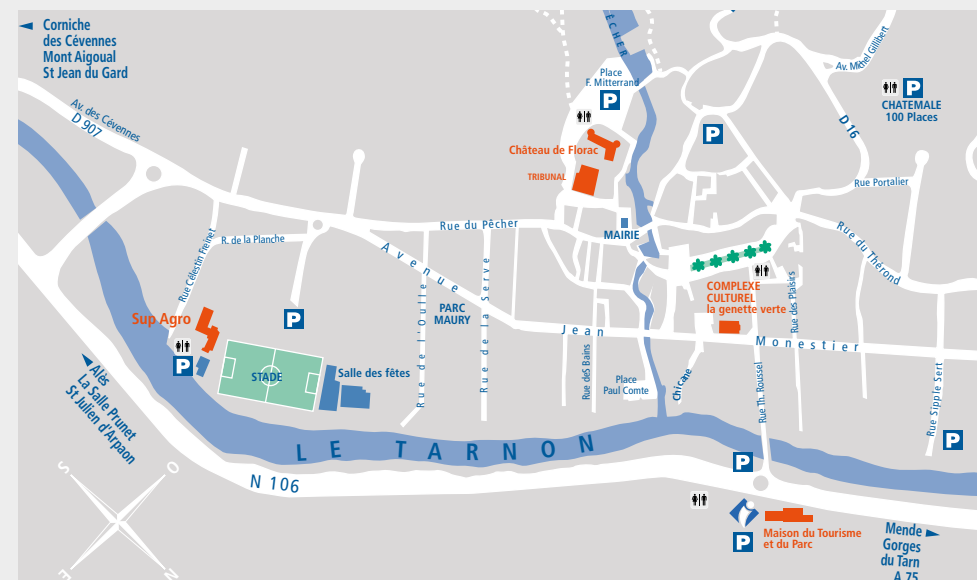 Corniche
des Cévennes
Mont Aigoual
St Jean du Gard
Av. des Cévennes
D 907
PÊCHER
Place
F. Mitterrand
P
Château de Florac
TRIBUNAL
P
Av. Michel Gillibert
P
CHATEMALE
100 Places
D 16
Rue Portalier
Rue du Thérond
Rue du Pêcher
MAIRIE
R. de la Planche
Rue Célestin Freinet
Avenue Jean Monestier
Rue de l'Oulle
PARC
MAURY
Rue de la Serve
COMPLEXE
CULTUREL
la genette verte
Rue des Plaisirs
Sup Agro
P
P
STADE
Salle des fêtes
Rue des Bains
Place
Paul Comte
Chicane
Rue Th. Roussel
Rue Sipple Sert
P
Alès
La Salle Prunet
St Julien d'Arpaon
LE TARNON
N 106
P
P
Maison du Tourisme
et du Parc
Mende
Gorges
du Tarn
A 75
S
O
E
N